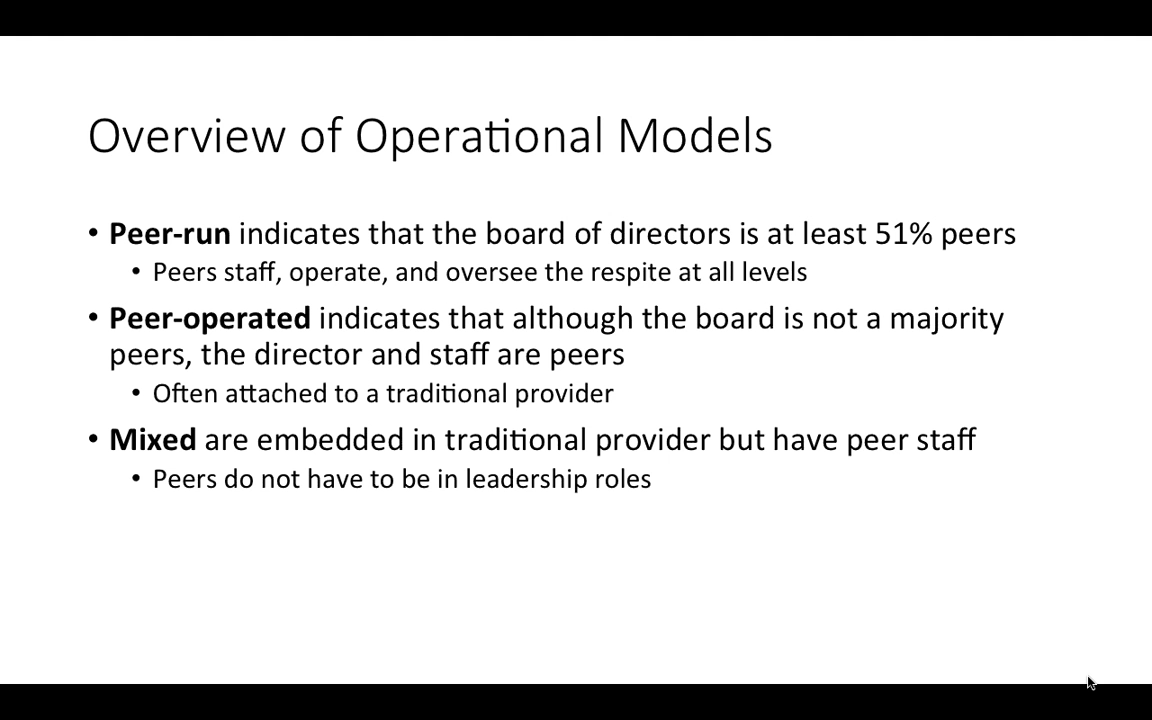 Overview of Operational Models
• Peer-run indicates that the board of directors is at least 51% peers
• Peers staff, operate, and oversee the respite at all levels
• Peer-operated indicates that although the board is not a majority
peers, the director and staff are peers
• Often attached to a traditional provider
• Mixed are embedded in traditional provider but have peer staff
• Peers do not have to be in leadership roles